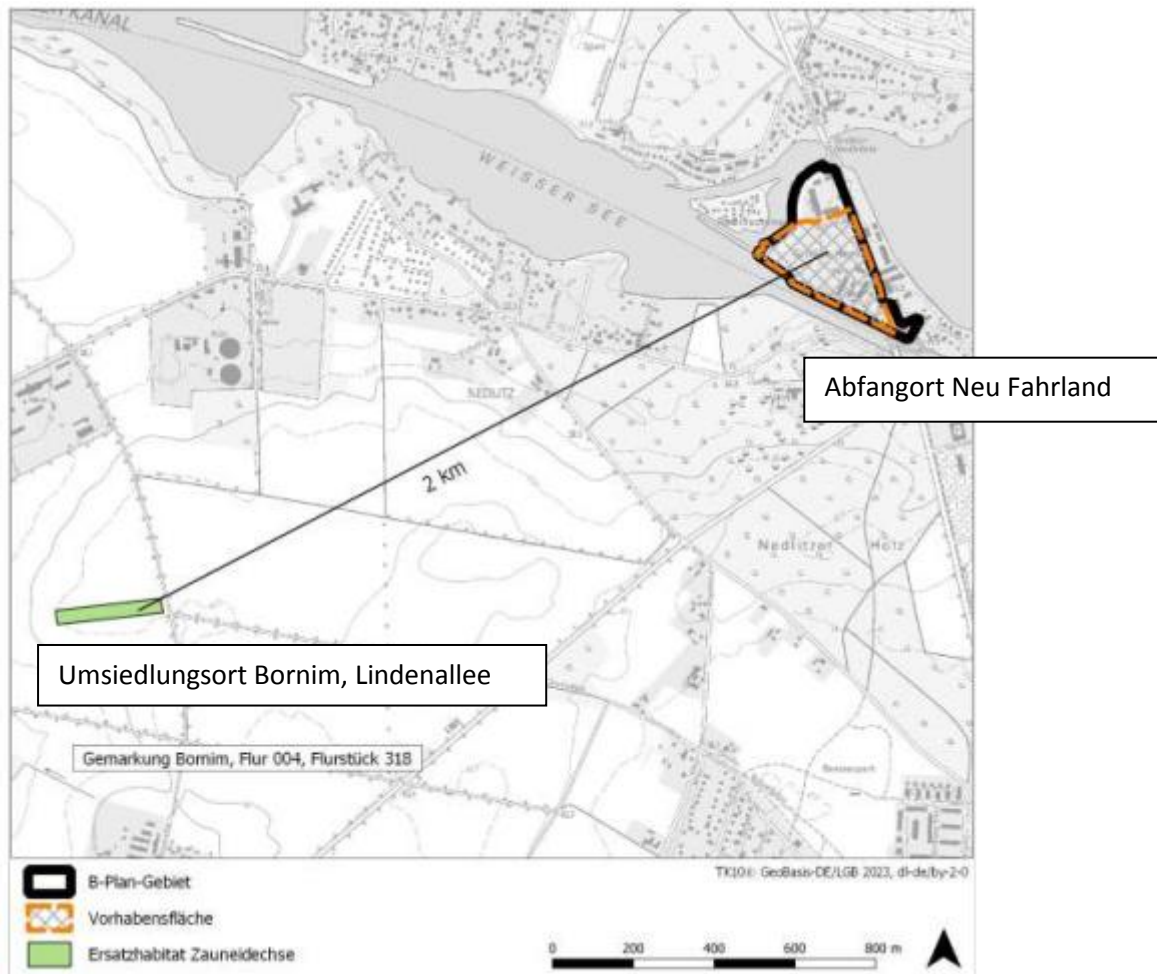 KANAL
Sport
WEISSER SEE
Abfangort Neu Fahrland
NEDLITZ
2 km
Nedlitzer Holz
Umsiedlungsort Bornim, Lindenallee
Gemarkung Bornim, Flur 004, Flurstück 318
TK10© GeoBasis-DE/LGB 2023, dl-de/by-2-0
B-Plan-Gebiet
Vorhabensfläche
Ersatzhabitat Zauneidechse
0 200 400 600 800 m